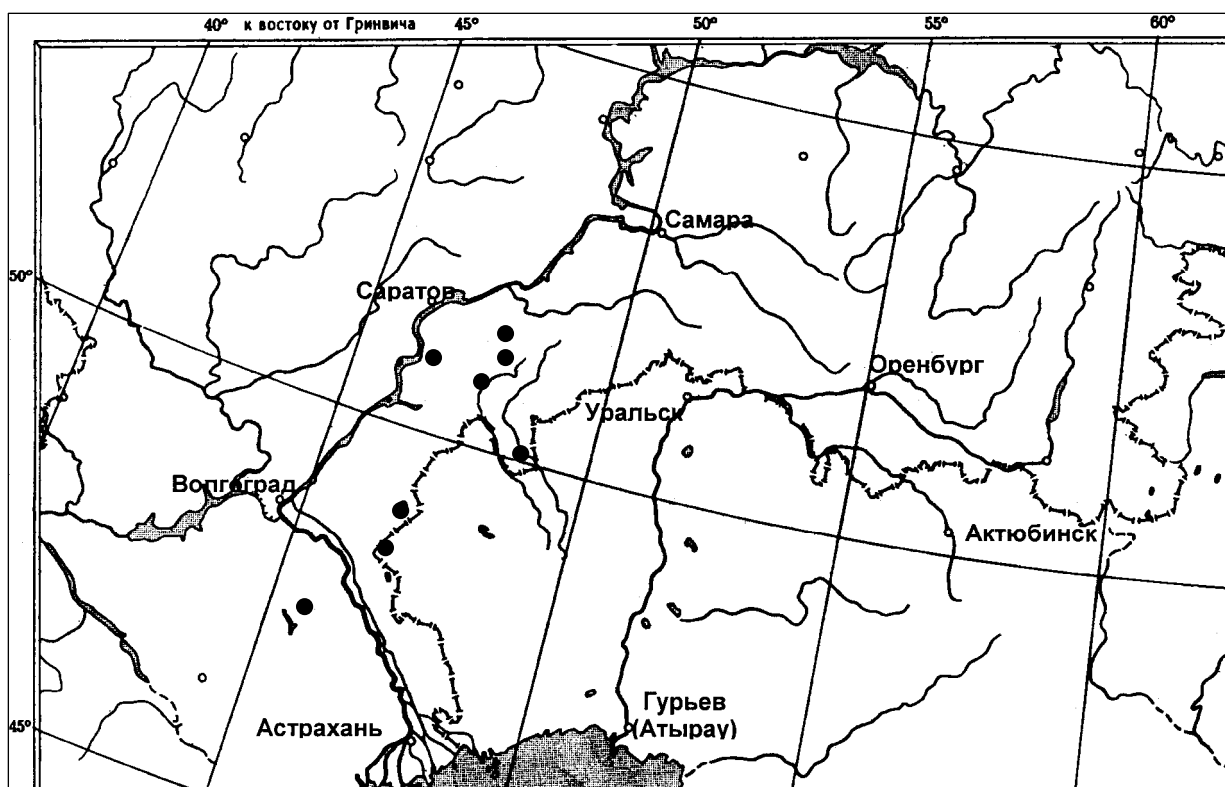 40° к востоку от Гринвича 45° 50° 55° 60°
Самара
50°
Саратов
Оренбург
Уральск
Волгоград
Актюбинск
Гурьев
(Атырау)
Астрахань
45°